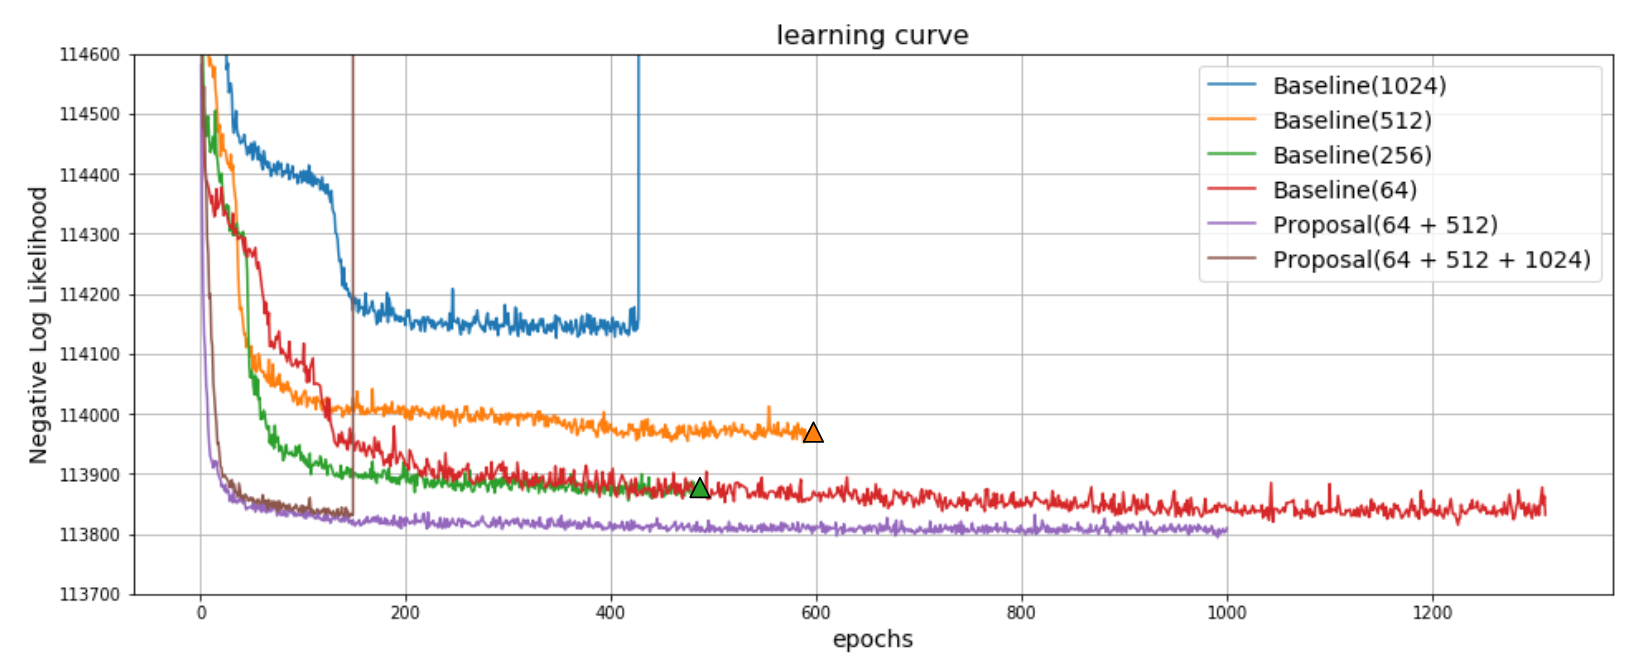 learning curve
114600
114500
114400
114300
114200
114100
114000
113900
113800
113700
Negative Log Likelihood
0 200 400 600 800 1000 1200
epochs
Baseline(1024)
Baseline(512)
Baseline(256)
Baseline(64)
Proposal(64 + 512)
Proposal(64 + 512 + 1024)